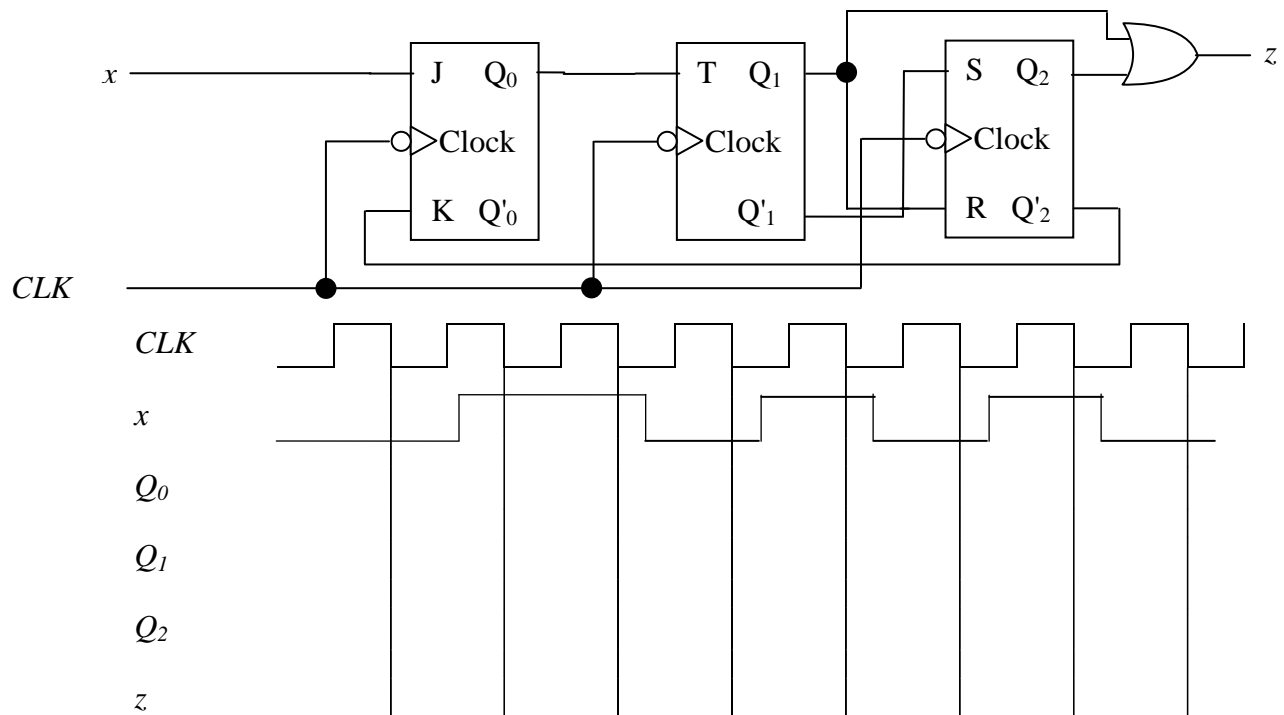 x J Q₀ T Q₁ S Q₂ z
Clock Clock Clock
K Q'₀ Q'₁ R Q'₂
CLK
CLK
x
Q₀
Q₁
Q₂
z